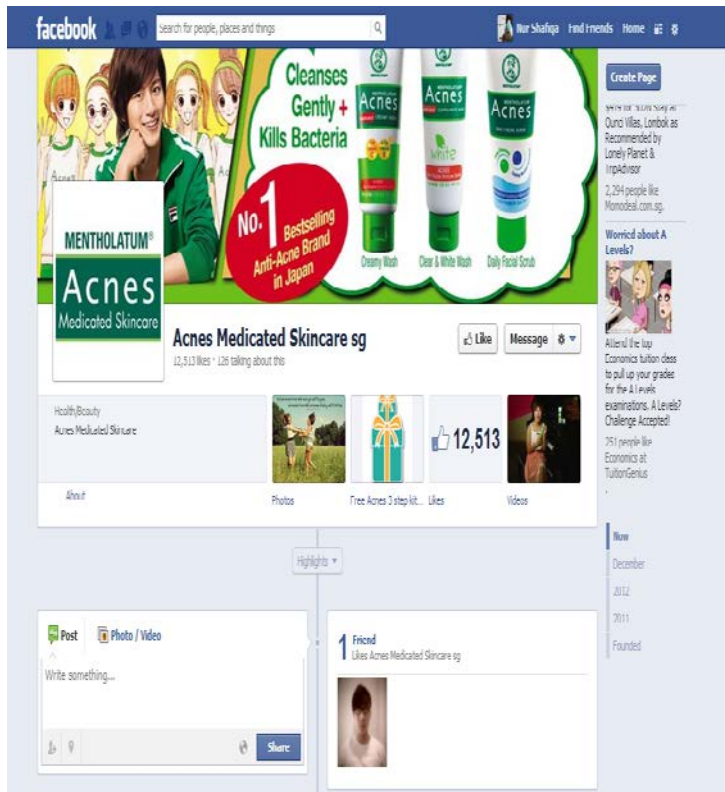 facebook
Search for people, places and things
Nur Shafiqa Find Friends Home
Create Page
Qunci Villas, Lombok as
Recommended by
Lonely Planet &
TripAdvisor
2,294 people like
Momodeal.com.sg.
Worried about A
Levels?
Attend the top
Economics tuition class
to pull up your grades
for the A Levels
examinations. A Levels?
Challenge Accepted!
251 people like
Economics at
TuitionGenius
.
Cleanses
Gently +
Kills Bacteria
No.1 Bestselling
Anti-Acne Brand
in Japan
MENTHOLATUM
Acnes
MENTHOLATUM
Acnes
white
MENTHOLATUM
Acnes
Creamy Wash
Clear & White Wash
Daily Facial Scrub
MENTHOLATUM®
Acnes
Medicated Skincare
Acnes Medicated Skincare sg
12,513 likes · 126 talking about this
Like
Message
Health/Beauty
Acnes Medicated Skincare
About
12,513
Photos
Free Acnes 3 step kit...
Likes
Videos
Highlights
Now
December
2012
2011
Founded
Post
Photo / Video
Write something...
Share
1 Friend
Likes Acnes Medicated Skincare sg